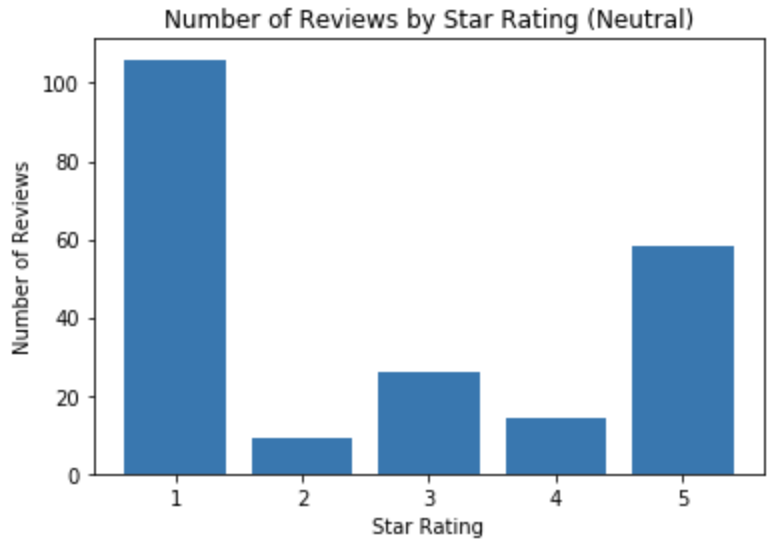 Number of Reviews by Star Rating (Neutral)
Number of Reviews
100
80
60
40
20
0
1 2 3 4 5
Star Rating